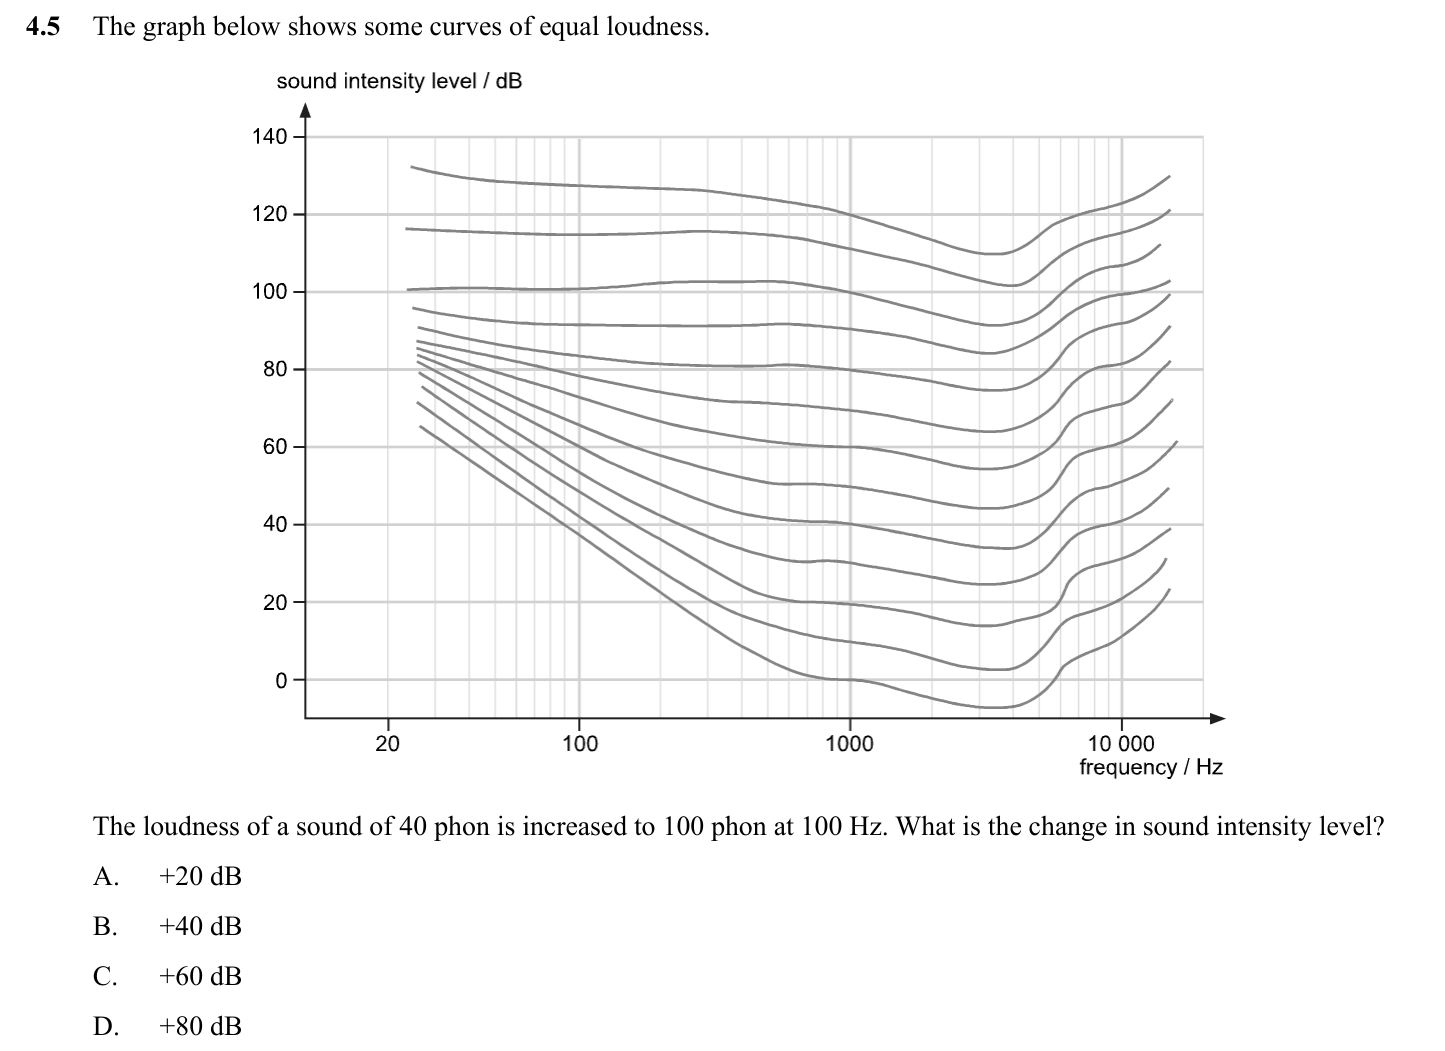 4.5 The graph below shows some curves of equal loudness.
sound intensity level / dB
140
120
100
80
60
40
20
0
20 100 1000 10 000
frequency / Hz
The loudness of a sound of 40 phon is increased to 100 phon at 100 Hz. What is the change in sound intensity level?
A. +20 dB
B. +40 dB
C. +60 dB
D. +80 dB